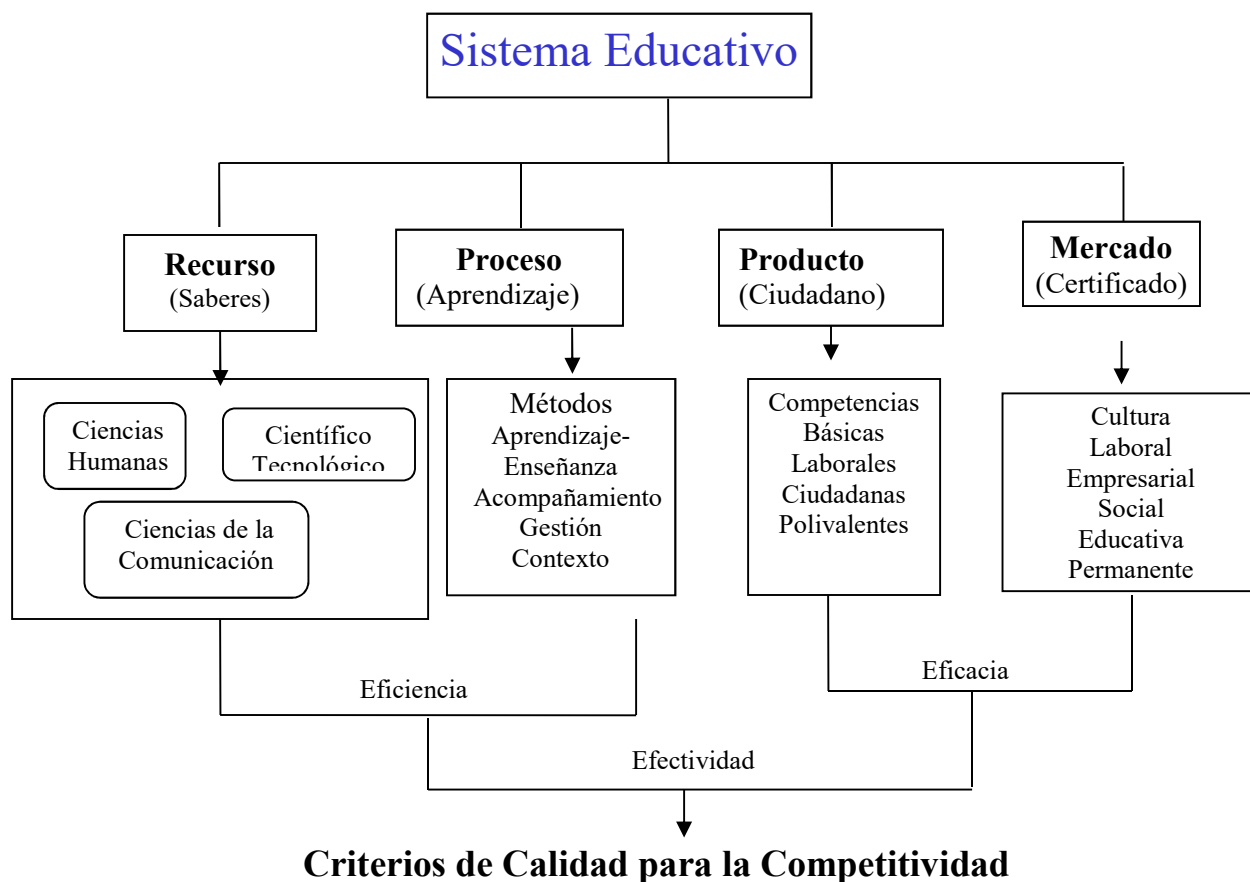 Sistema Educativo
Recurso
(Saberes)
Proceso
(Aprendizaje)
Producto
(Ciudadano)
Mercado
(Certificado)
Ciencias
Humanas
Científico
Tecnológico
Ciencias de la
Comunicación
Métodos
Aprendizaje-
Enseñanza
Acompañamiento
Gestión
Contexto
Competencias
Básicas
Laborales
Ciudadanas
Polivalentes
Cultura
Laboral
Empresarial
Social
Educativa
Permanente
Eficiencia
Eficacia
Efectividad
Criterios de Calidad para la Competitividad